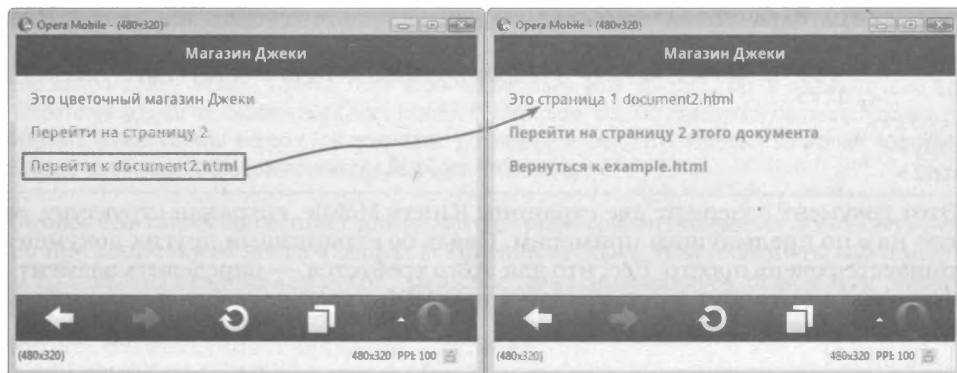 Opera Mobile - (480x320)
Магазин Джеки
Это цветочный магазин Джеки
Перейти на страницу 2
Перейти к document2.html
(480x320)
480x320 PPI: 100
Opera Mobile - (480x320)
Магазин Джеки
Это страница 1 document2.html
Перейти на страницу 2 этого документа
Вернуться к example.html
(480x320)
480x320 PPI: 100